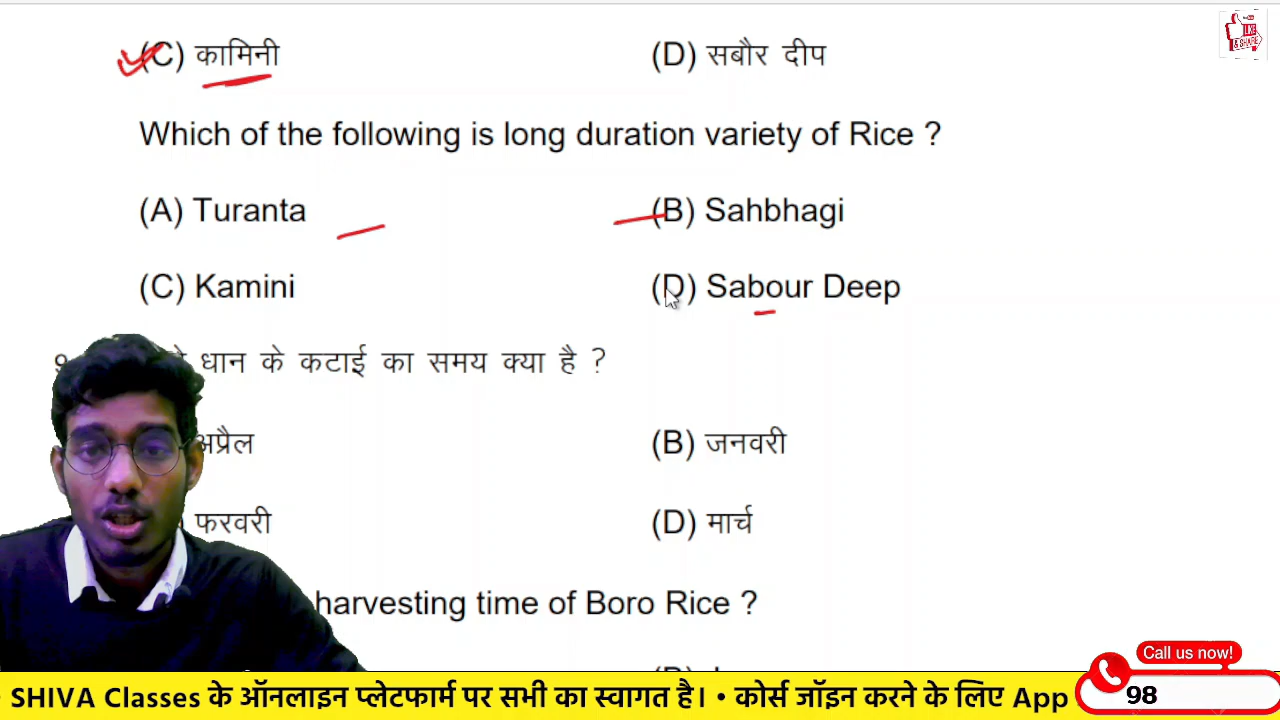 (C) कामिनी (D) सबौर दीप
Which of the following is long duration variety of Rice ?
(A) Turanta (B) Sahbhagi
(C) Kamini (D) Sabour Deep
धान के कटाई का समय क्या है ?
अप्रैल (B) जनवरी
फरवरी (D) मार्च
harvesting time of Boro Rice ?
& SHARE
Call us now!
SHIVA Classes के ऑनलाइन प्लेटफार्म पर सभी का स्वागत है। • कोर्स जॉइन करने के लिए App
98